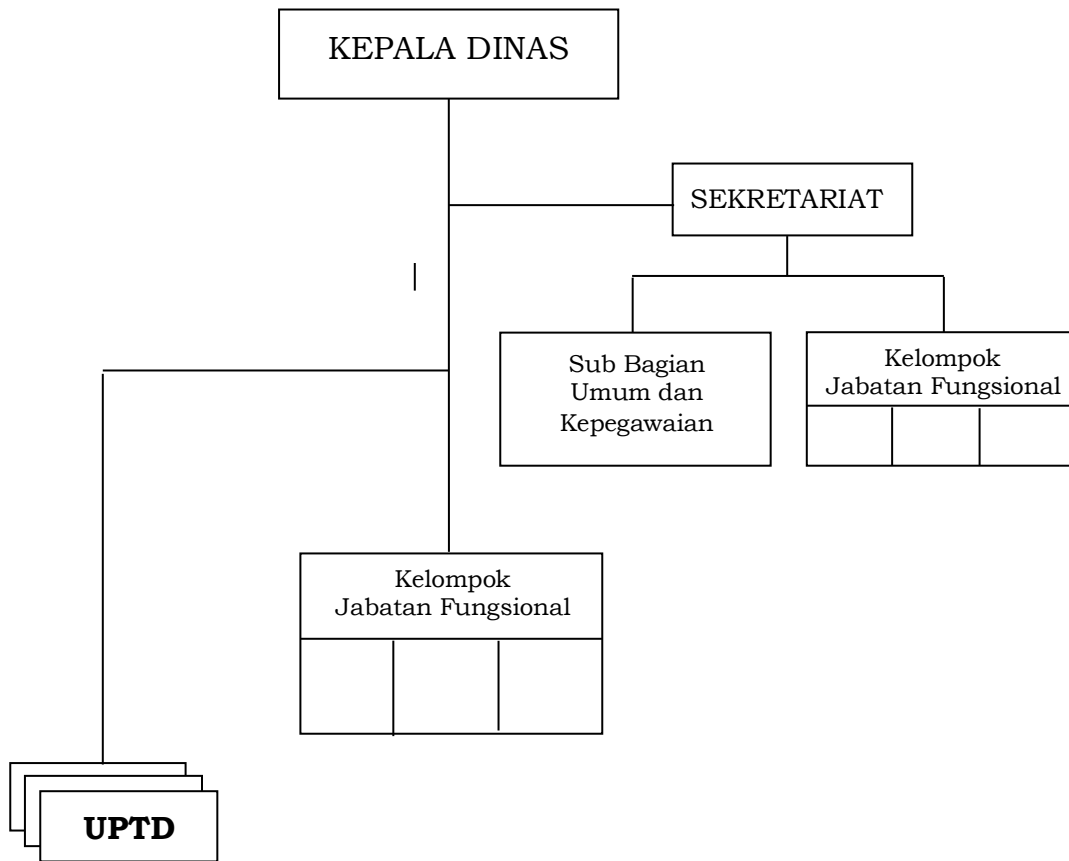 KEPALA DINAS
SEKRETARIAT
Sub Bagian
Umum dan
Kepegawaian
Kelompok
Jabatan Fungsional
Kelompok
Jabatan Fungsional
UPTD